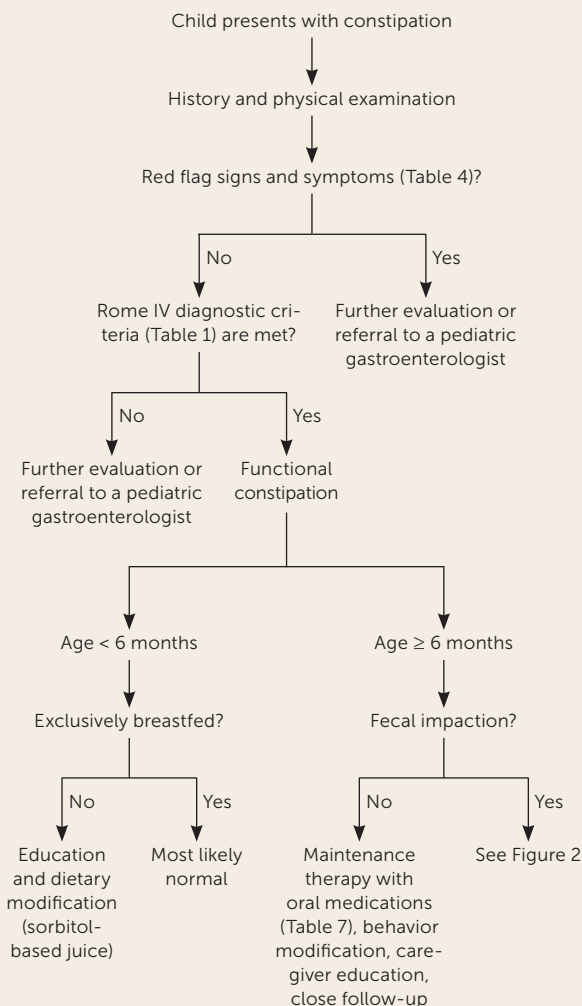 Child presents with constipation
History and physical examination
Red flag signs and symptoms (Table 4)?
No
Yes
Rome IV diagnostic cri-
teria (Table 1) are met?
Further evaluation or
referral to a pediatric
gastroenterologist
No
Yes
Further evaluation or
referral to a pediatric
gastroenterologist
Functional
constipation
Age < 6 months
Age ≥ 6 months
Exclusively breastfed?
Fecal impaction?
No
Yes
No
Yes
Education
and dietary
modification
(sorbitol-
based juice)
Most likely
normal
Maintenance
therapy with
oral medications
(Table 7), behavior
modification, care-
giver education,
close follow-up
See Figure 2